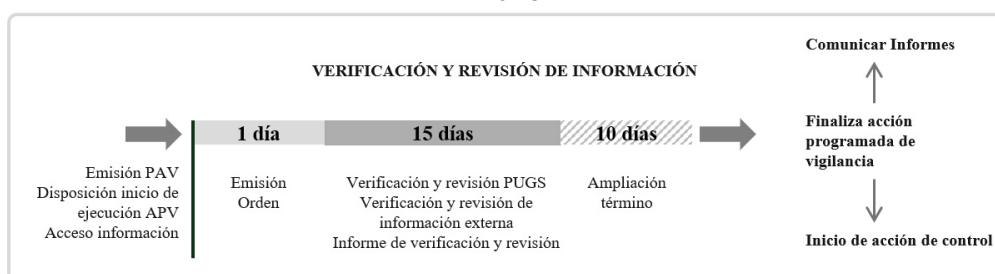 VERIFICACIÓN Y REVISIÓN DE INFORMACIÓN
Emisión PAV
Disposición inicio de
ejecución APV
Acceso información
1 día
Emisión
Orden
15 días
Verificación y revisión PUGS
Verificación y revisión de
información externa
Informe de verificación y revisión
10 días
Ampliación
término
Comunicar Informes
Finaliza acción
programada de
vigilancia
Inicio de acción de control